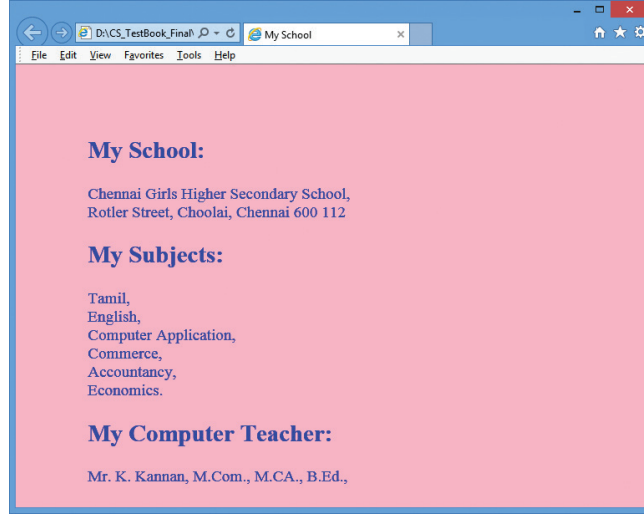 D:\CS_TestBook_Final\
My School
File Edit View Favorites Tools Help
My School:
Chennai Girls Higher Secondary School,
Rotler Street, Choolai, Chennai 600 112
My Subjects:
Tamil,
English,
Computer Application,
Commerce,
Accountancy,
Economics.
My Computer Teacher:
Mr. K. Kannan, M.Com., M.CA., B.Ed.,